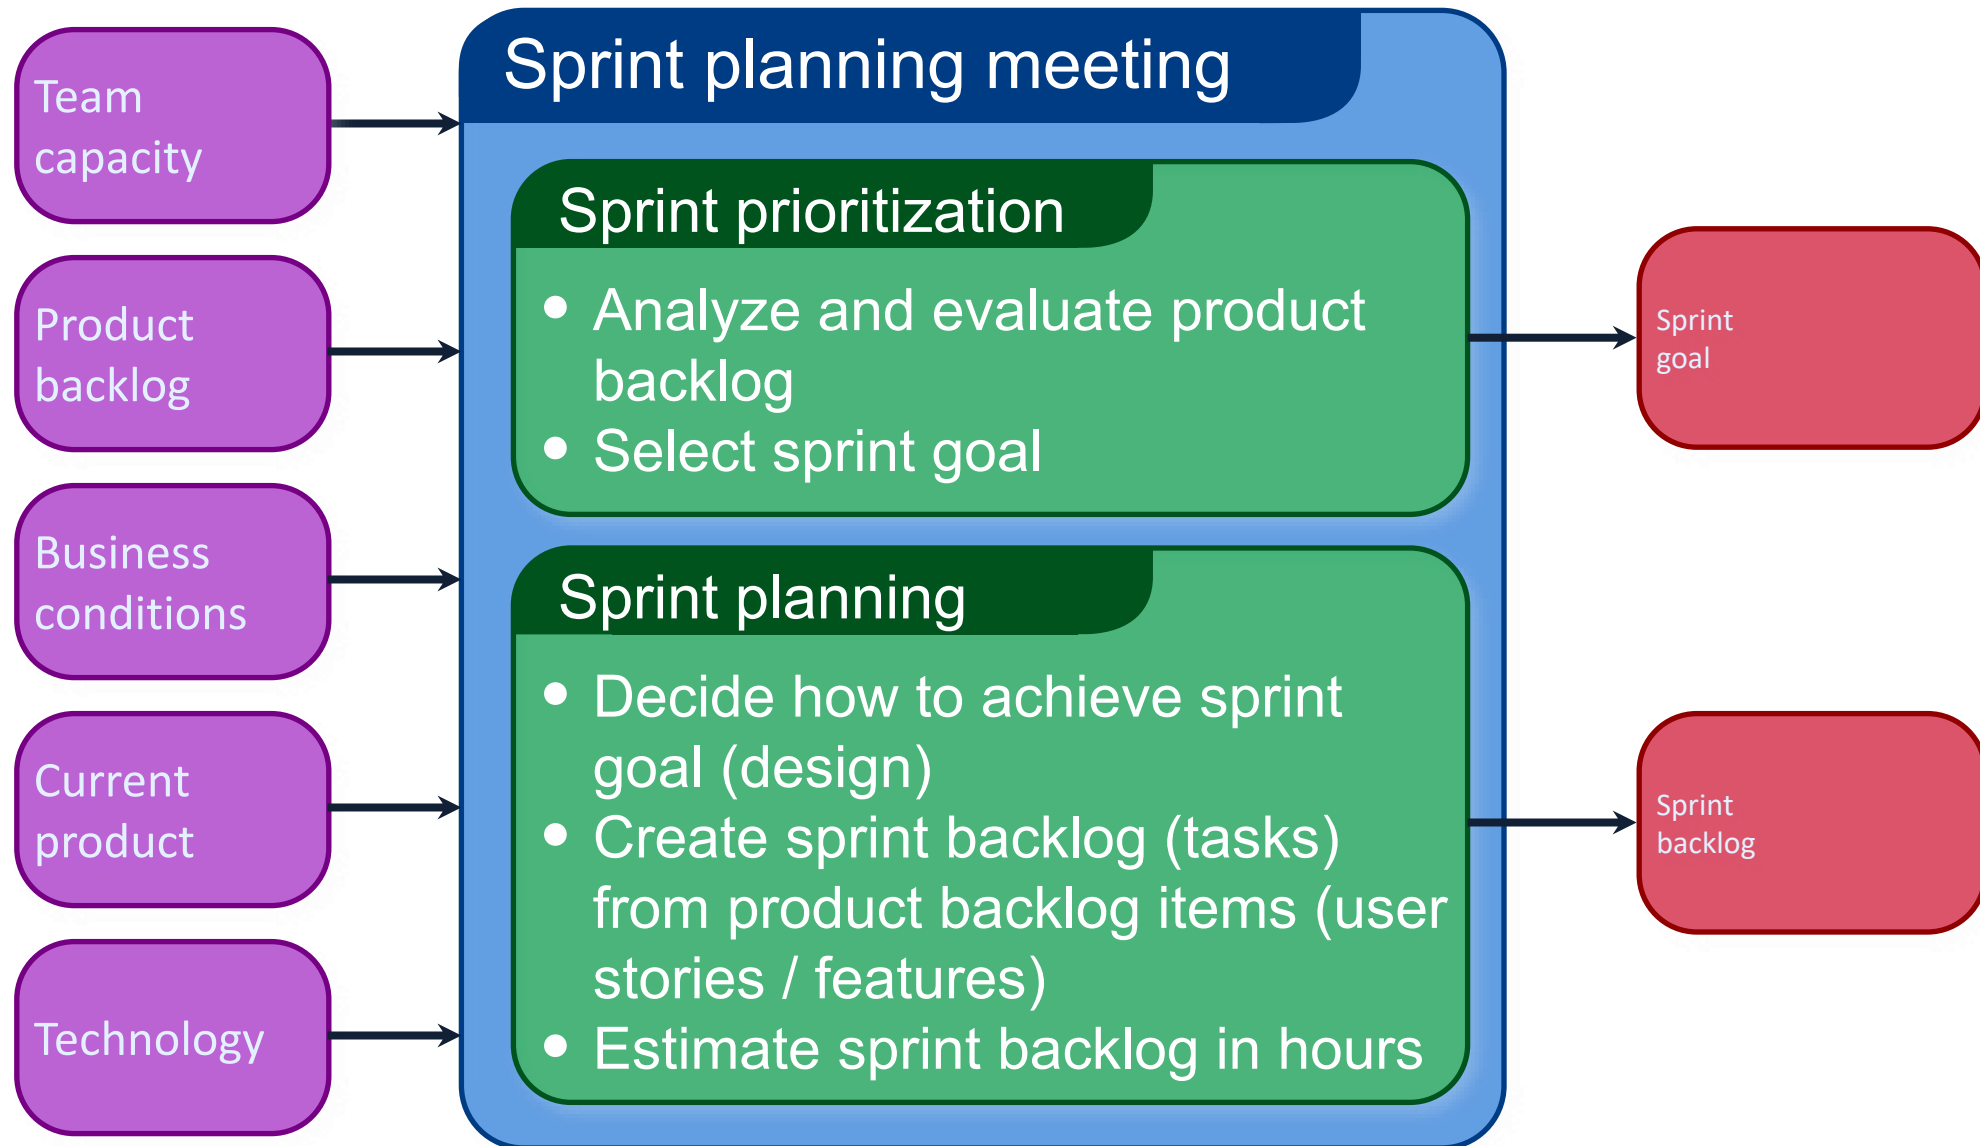 Team
capacity
Product
backlog
Business
conditions
Current
product
Technology
Sprint planning meeting
Sprint prioritization
• Analyze and evaluate product
backlog
• Select sprint goal
Sprint planning
• Decide how to achieve sprint
goal (design)
• Create sprint backlog (tasks)
from product backlog items (user
stories / features)
• Estimate sprint backlog in hours
Sprint
goal
Sprint
backlog